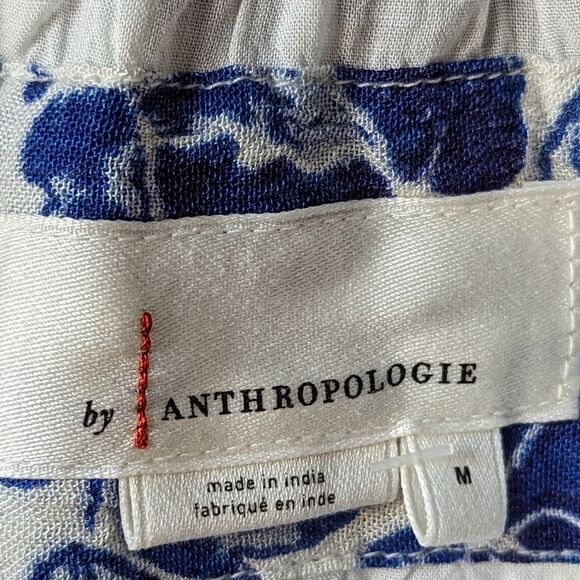 by ANTHROPOLOGIE
made in india
fabriqué en inde
M